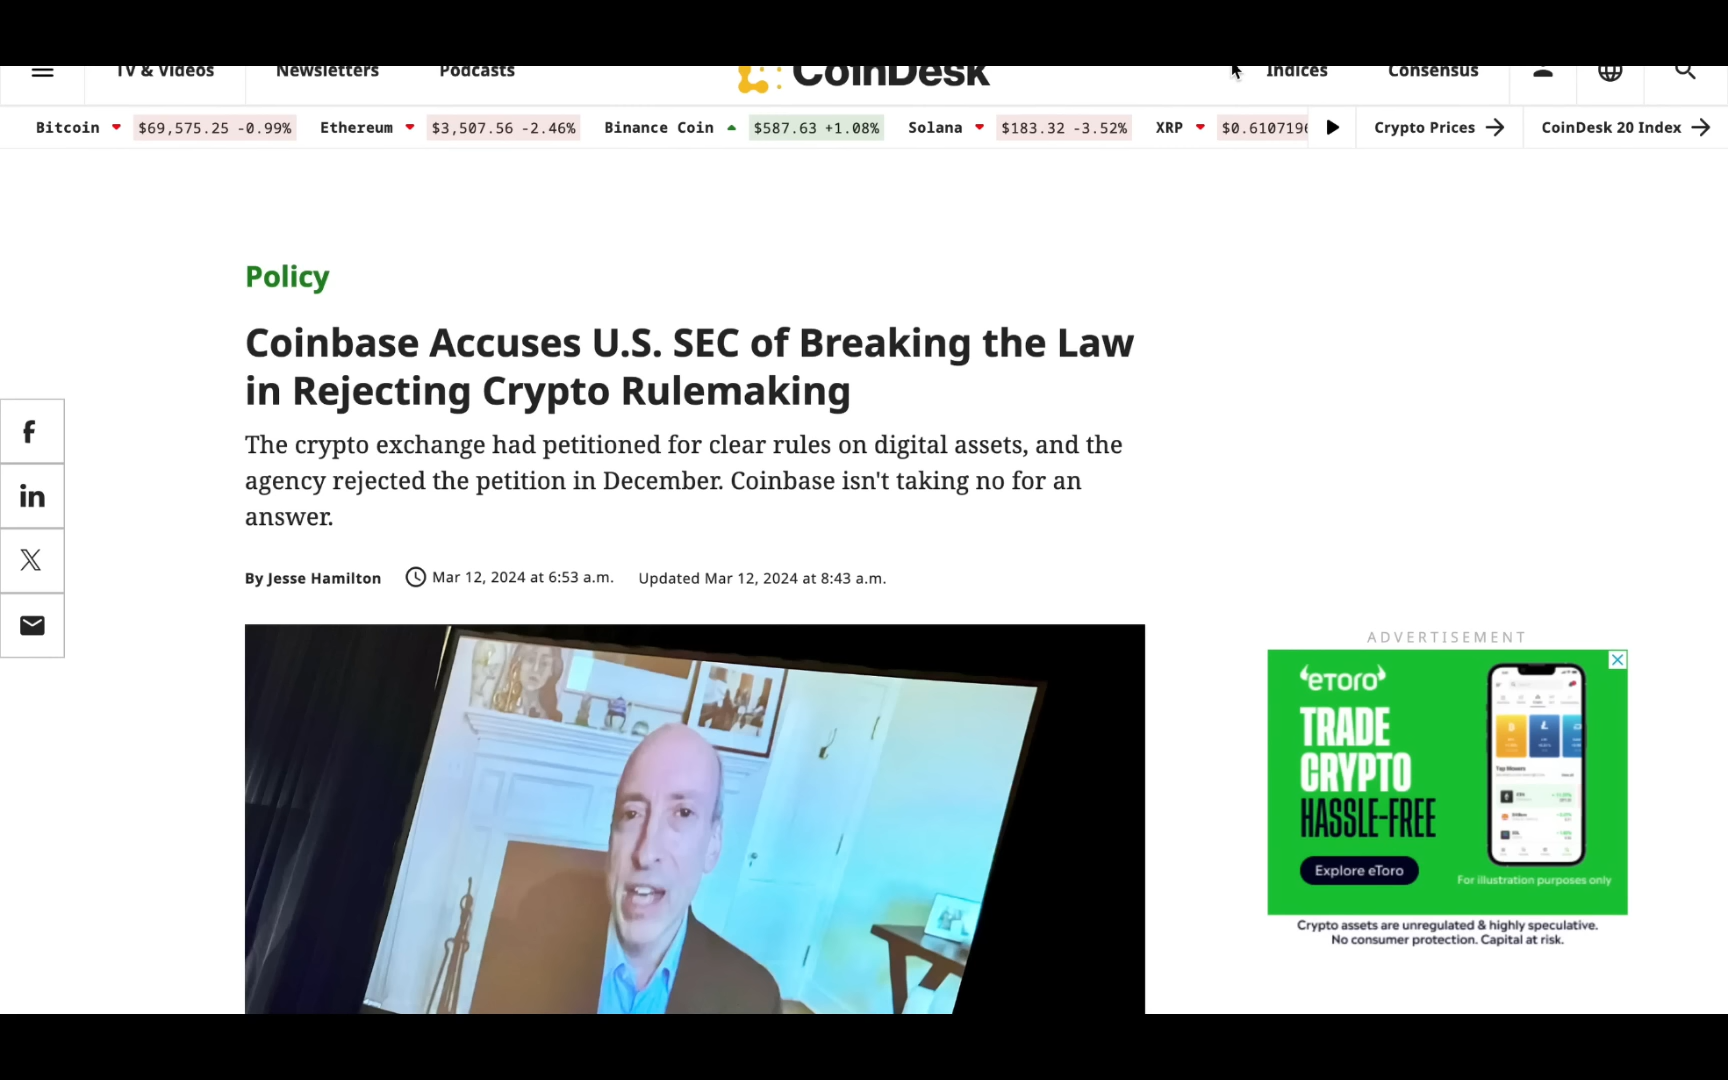 TV & Videos
Newsletters
Podcasts
CoinDesk
Indices
Consensus
Bitcoin $69,575.25 -0.99%
Ethereum $3,507.56 -2.46%
Binance Coin $587.63 +1.08%
Solana $183.32 -3.52%
XRP $0.6107196
Crypto Prices
CoinDesk 20 Index
Policy
Coinbase Accuses U.S. SEC of Breaking the Law
in Rejecting Crypto Rulemaking
The crypto exchange had petitioned for clear rules on digital assets, and the
agency rejected the petition in December. Coinbase isn't taking no for an
answer.
By Jesse Hamilton
Mar 12, 2024 at 6:53 a.m.
Updated Mar 12, 2024 at 8:43 a.m.
ADVERTISEMENT
eToro
TRADE
CRYPTO
HASSLE-FREE
Explore eToro
Top Movers
For illustration purposes only
Crypto assets are unregulated & highly speculative.
No consumer protection. Capital at risk.